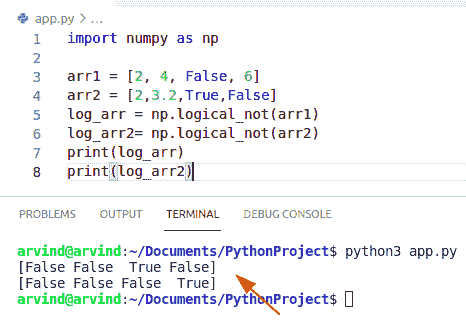 app.py > ...
1 import numpy as np
2
3 arr1 = [2, 4, False, 6]
4 arr2 = [2,3.2,True,False]
5 log_arr = np.logical_not(arr1)
6 log_arr2= np.logical_not(arr2)
7 print(log_arr)
8 print(log_arr2)
PROBLEMS OUTPUT TERMINAL DEBUG CONSOLE
arvind@arvind:~/Documents/PythonProject$ python3 app.py
[False False  True False]
[False False False  True]
arvind@arvind:~/Documents/PythonProject$